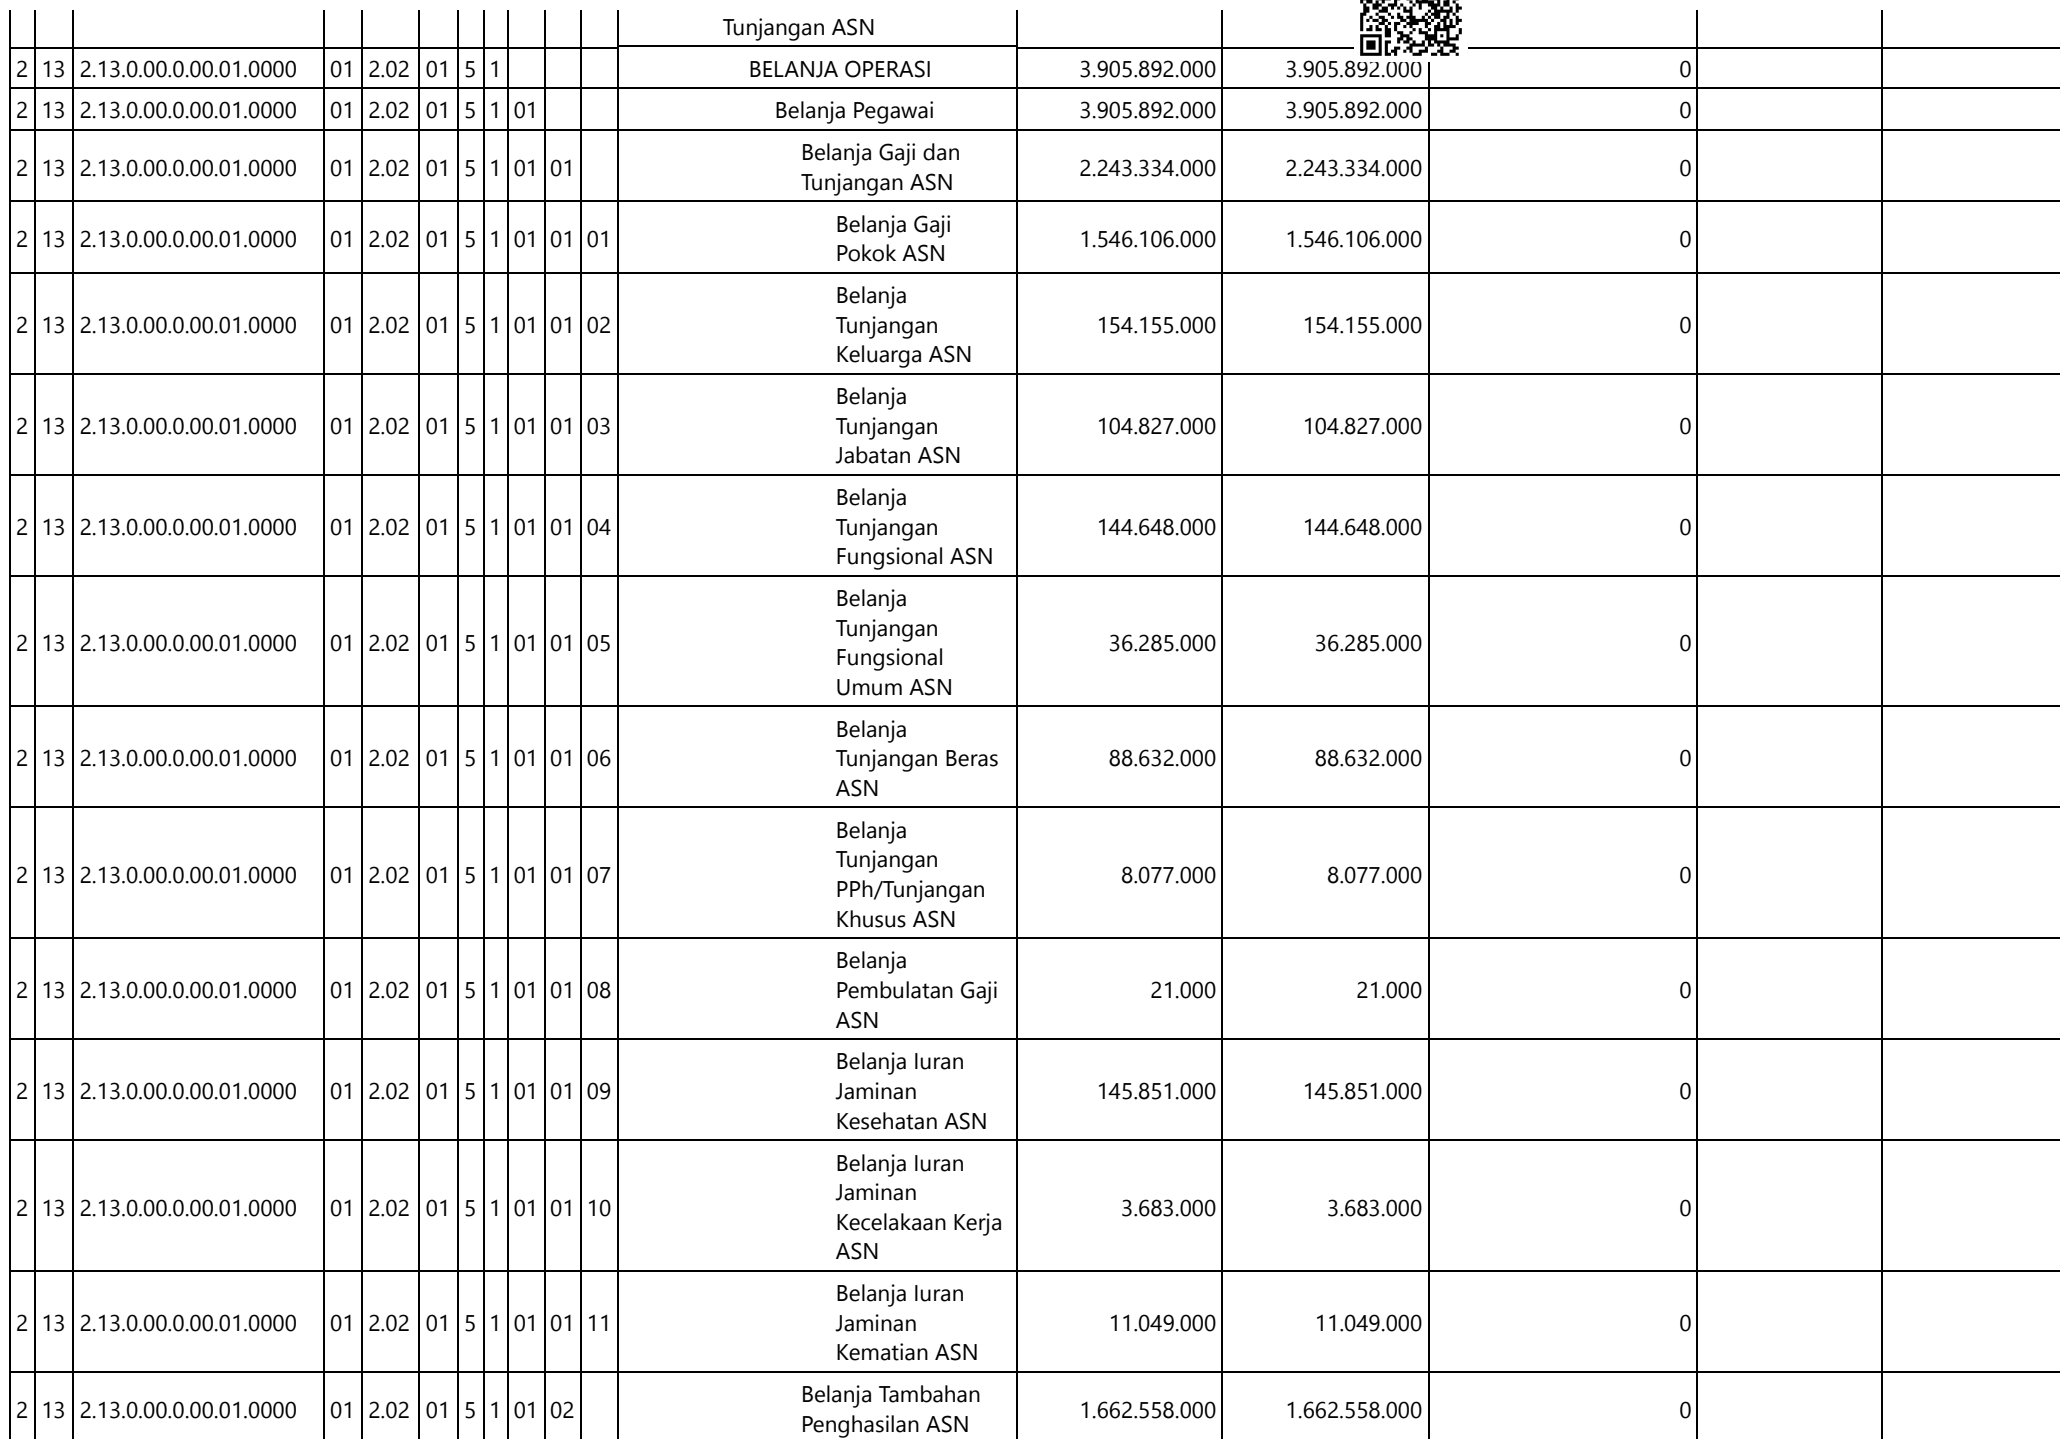 Tunjangan ASN
2 13 2.13.0.00.0.00.01.0000 01 2.02 01 5 1 BELANJA OPERASI 3.905.892.000 3.905.892.000 0
2 13 2.13.0.00.0.00.01.0000 01 2.02 01 5 1 01 Belanja Pegawai 3.905.892.000 3.905.892.000 0
Belanja Gaji dan
2 13 2.13.0.00.0.00.01.0000 01 2.02 01 5 1 01 01 2.243.334.000 2.243.334.000 0
Tunjangan ASN
Belanja Gaji
2 13 2.13.0.00.0.00.01.0000 01 2.02 01 5 1 01 01 01 1.546.106.000 1.546.106.000 0
Pokok ASN
Belanja
2 13 2.13.0.00.0.00.01.0000 01 2.02 01 5 1 01 01 02 Tunjangan 154.155.000 154.155.000 0
Keluarga ASN
Belanja
2 13 2.13.0.00.0.00.01.0000 01 2.02 01 5 1 01 01 03 Tunjangan 104.827.000 104.827.000 0
Jabatan ASN
Belanja
2 13 2.13.0.00.0.00.01.0000 01 2.02 01 5 1 01 01 04 Tunjangan 144.648.000 144.648.000 0
Fungsional ASN
Belanja
Tunjangan
2 13 2.13.0.00.0.00.01.0000 01 2.02 01 5 1 01 01 05 36.285.000 36.285.000 0
Fungsional
Umum ASN
Belanja
2 13 2.13.0.00.0.00.01.0000 01 2.02 01 5 1 01 01 06 Tunjangan Beras 88.632.000 88.632.000 0
ASN
Belanja
Tunjangan
2 13 2.13.0.00.0.00.01.0000 01 2.02 01 5 1 01 01 07 8.077.000 8.077.000 0
PPh/Tunjangan
Khusus ASN
Belanja
2 13 2.13.0.00.0.00.01.0000 01 2.02 01 5 1 01 01 08 Pembulatan Gaji 21.000 21.000 0
ASN
Belanja Iuran
2 13 2.13.0.00.0.00.01.0000 01 2.02 01 5 1 01 01 09 Jaminan 145.851.000 145.851.000 0
Kesehatan ASN
Belanja Iuran
Jaminan
2 13 2.13.0.00.0.00.01.0000 01 2.02 01 5 1 01 01 10 3.683.000 3.683.000 0
Kecelakaan Kerja
ASN
Belanja Iuran
2 13 2.13.0.00.0.00.01.0000 01 2.02 01 5 1 01 01 11 Jaminan 11.049.000 11.049.000 0
Kematian ASN
Belanja Tambahan
2 13 2.13.0.00.0.00.01.0000 01 2.02 01 5 1 01 02 1.662.558.000 1.662.558.000 0
Penghasilan ASN